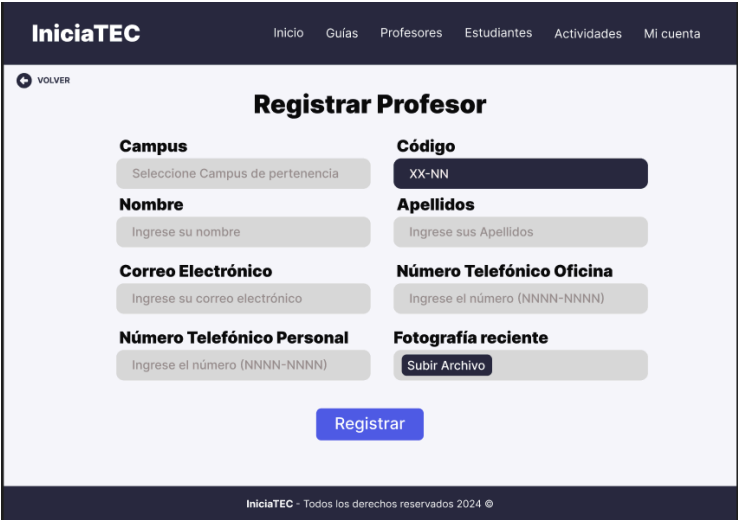 IniciaTEC Inicio Guías Profesores Estudiantes Actividades Mi cuenta
VOLVER
Registrar Profesor
Campus Código
Seleccione Campus de pertenencia XX-NN
Nombre Apellidos
Ingrese su nombre Ingrese sus Apellidos
Correo Electrónico Número Telefónico Oficina
Ingrese su correo electrónico Ingrese el número (NNNN-NNNN)
Número Telefónico Personal Fotografía reciente
Ingrese el número (NNNN-NNNN) Subir Archivo
Registrar
IniciaTEC - Todos los derechos reservados 2024 ©